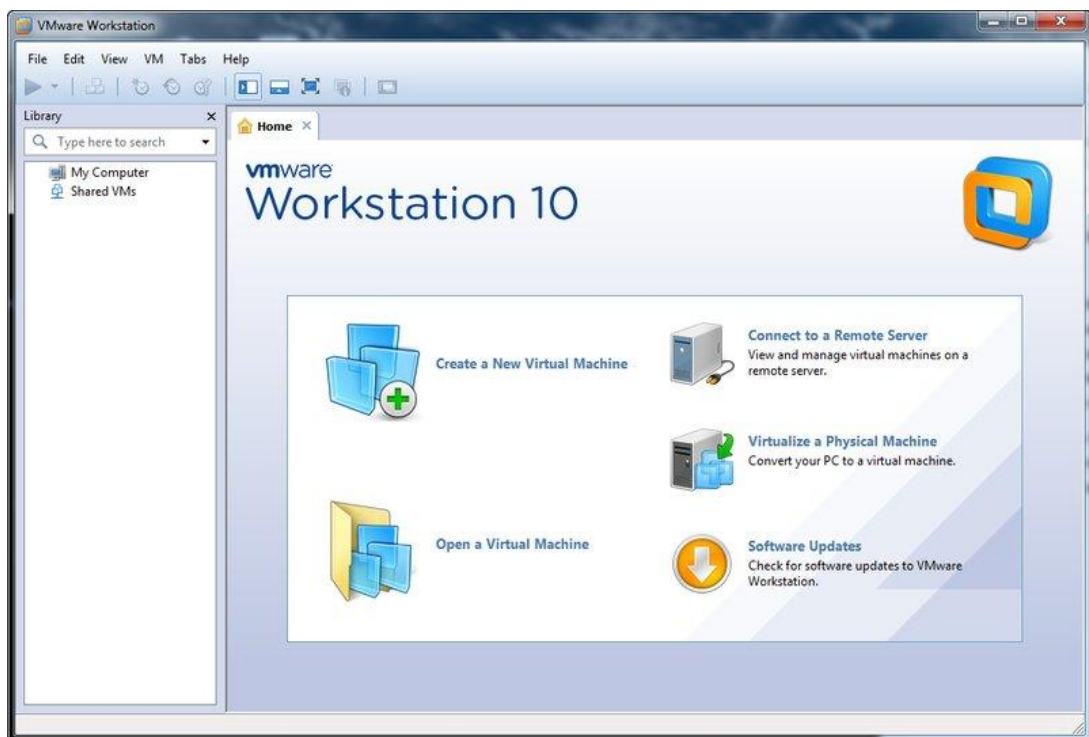 VMware Workstation
File Edit View VM Tabs Help
Library
Type here to search
My Computer
Shared VMs
Home
vmware
Workstation 10
Create a New Virtual Machine
Open a Virtual Machine
Connect to a Remote Server
View and manage virtual machines on a
remote server.
Virtualize a Physical Machine
Convert your PC to a virtual machine.
Software Updates
Check for software updates to VMware
Workstation.